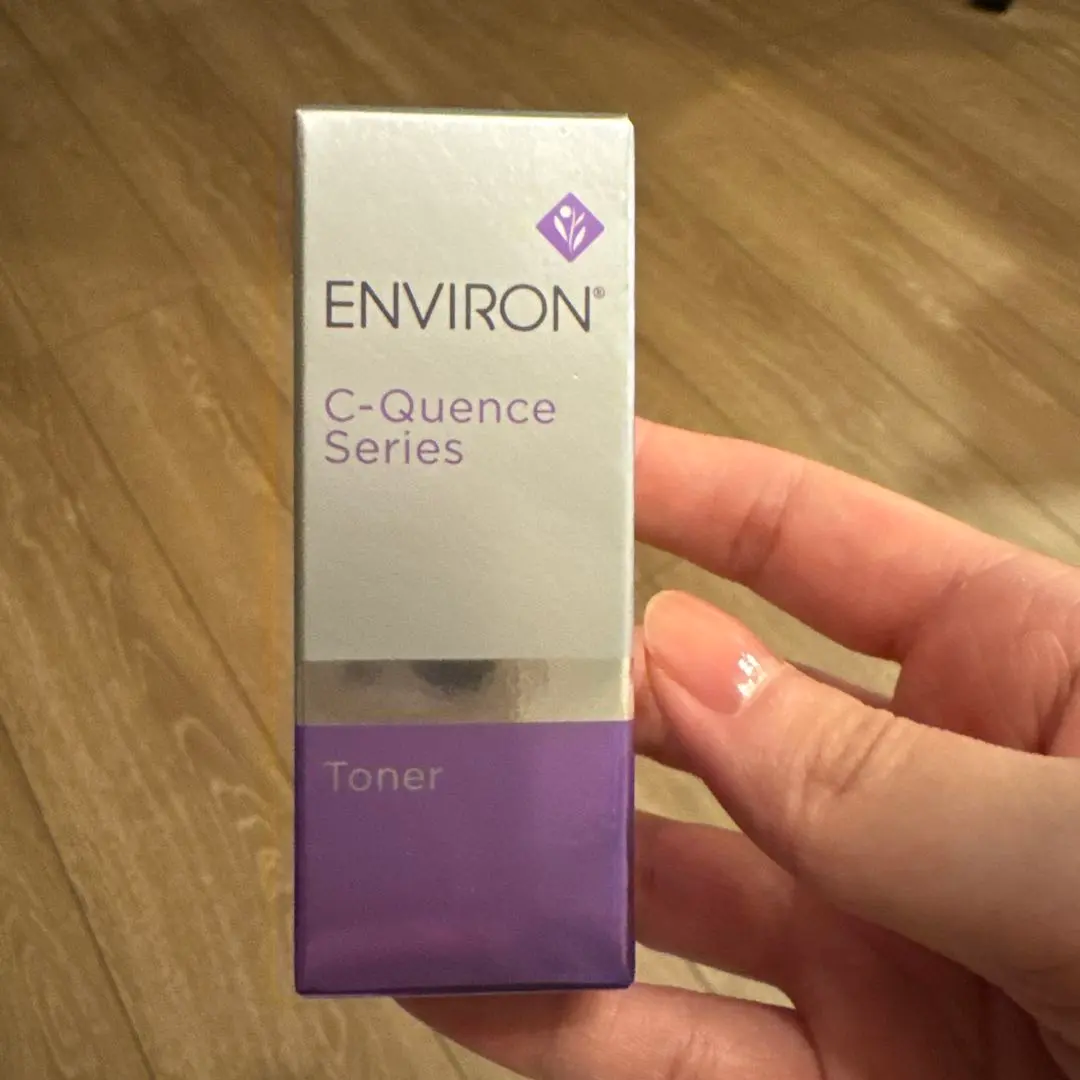 ENVIRON®
C-Quence
Series
Toner